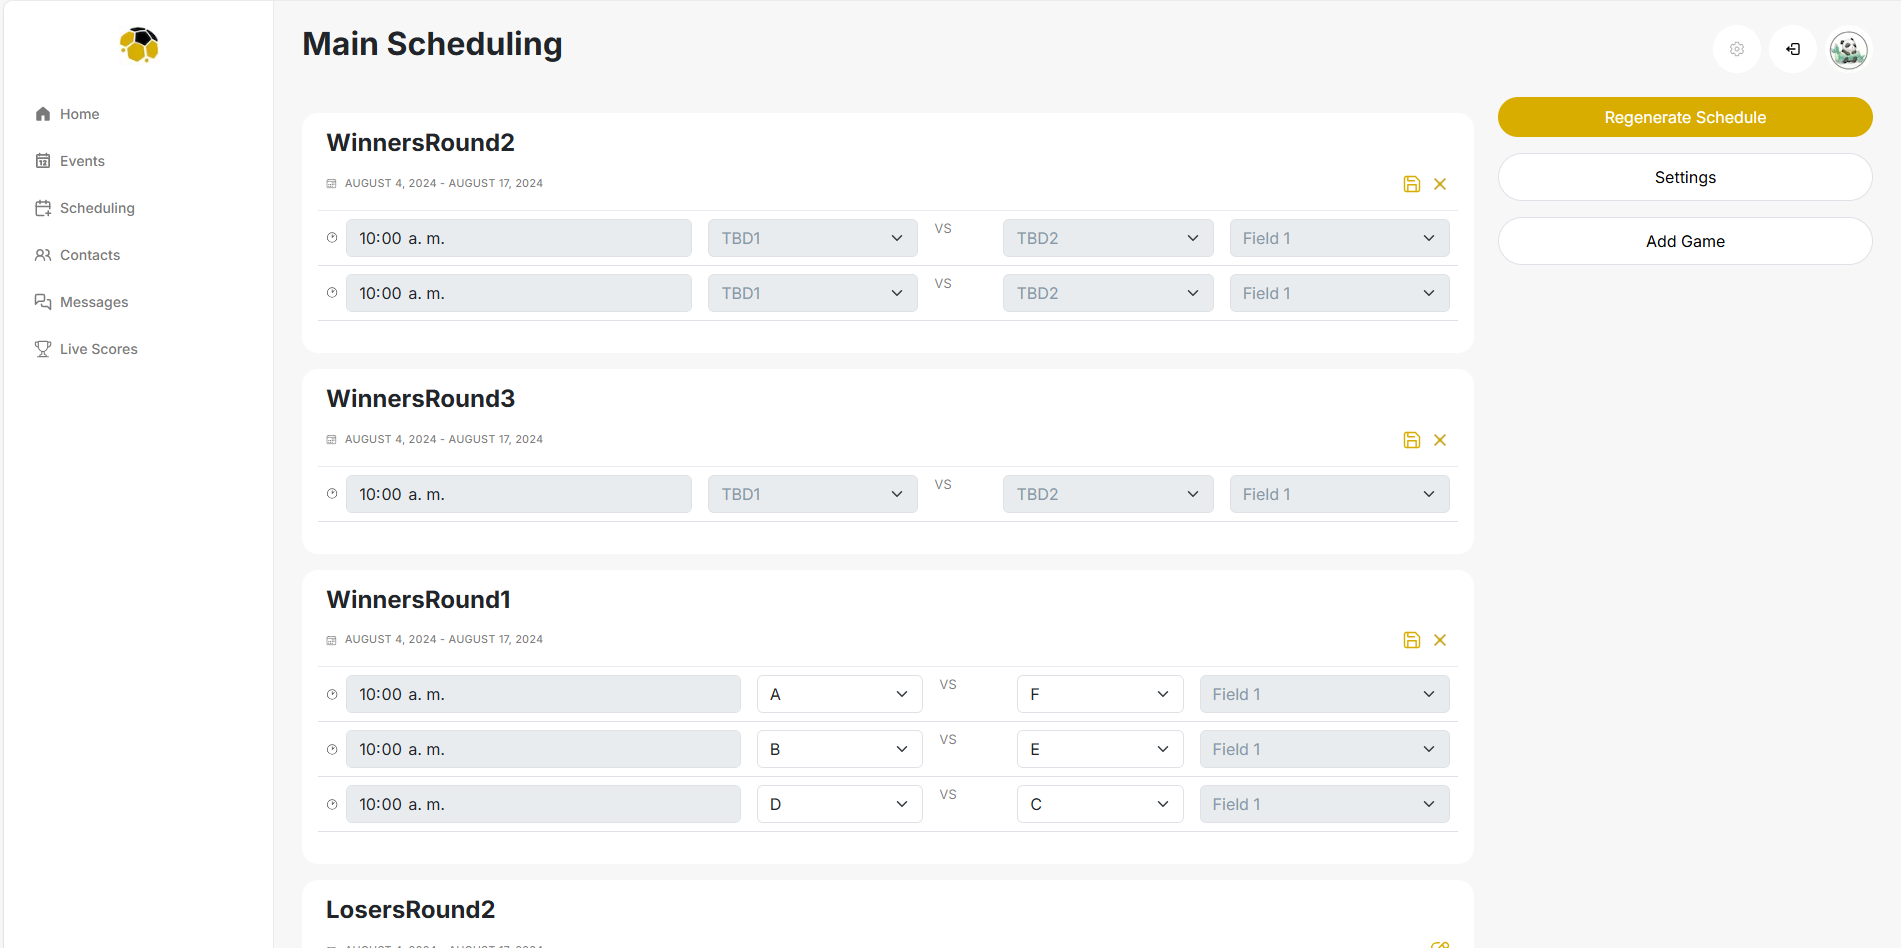 Main Scheduling
Home
Events
Scheduling
Contacts
Messages
Live Scores
WinnersRound2
AUGUST 4, 2024 - AUGUST 17, 2024
10:00 a. m. TBD1 VS TBD2 Field 1
10:00 a. m. TBD1 VS TBD2 Field 1
WinnersRound3
AUGUST 4, 2024 - AUGUST 17, 2024
10:00 a. m. TBD1 VS TBD2 Field 1
WinnersRound1
AUGUST 4, 2024 - AUGUST 17, 2024
10:00 a. m. A VS F Field 1
10:00 a. m. B VS E Field 1
10:00 a. m. D VS C Field 1
LosersRound2
Regenerate Schedule
Settings
Add Game